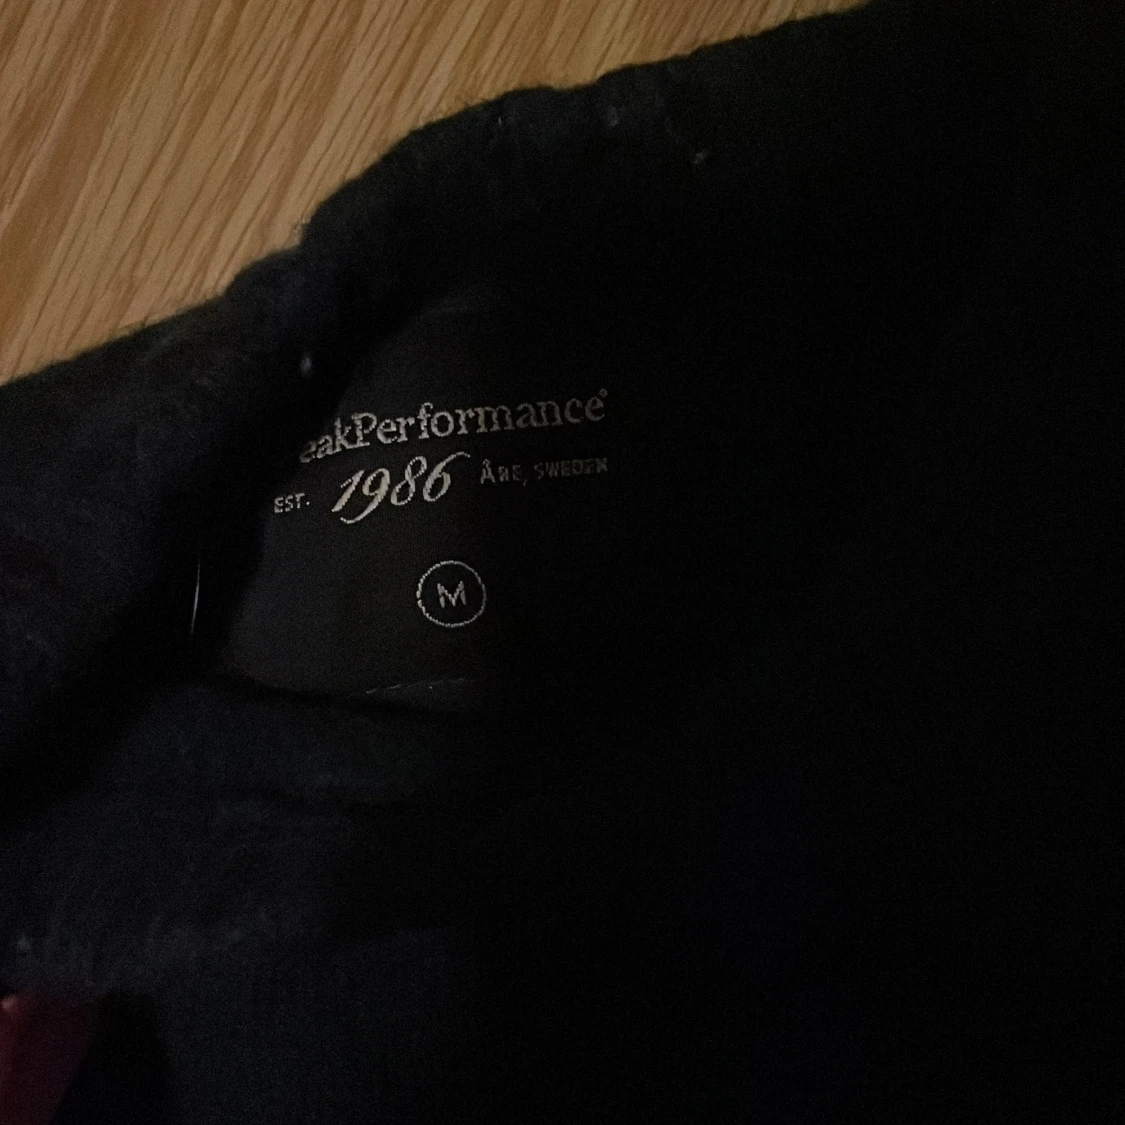 eakPerformance®
EST. 1986 ÅRE, SWEDEN
M